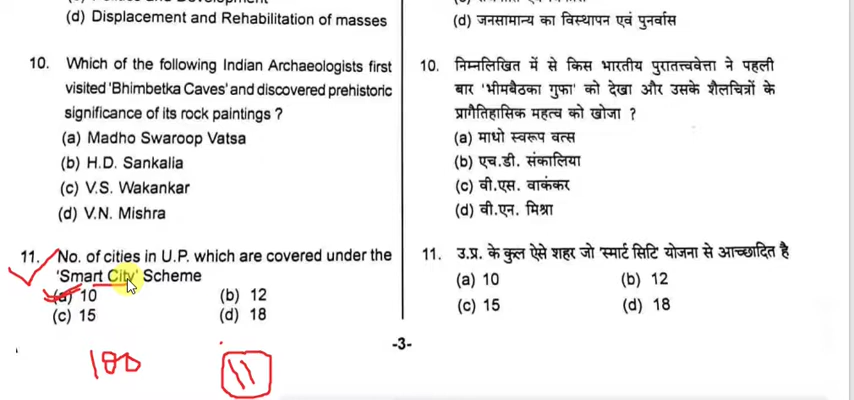 (d) Displacement and Rehabilitation of masses
10. Which of the following Indian Archaeologists first
visited 'Bhimbetka Caves' and discovered prehistoric
significance of its rock paintings ?
(a) Madho Swaroop Vatsa
(b) H.D. Sankalia
(c) V.S. Wakankar
(d) V.N. Mishra
11. No. of cities in U.P. which are covered under the
'Smart City' Scheme
(a) 10 (b) 12
(c) 15 (d) 18
100 11
(d) जनसामान्य का विस्थापन एवं पुनर्वास
10. निम्नलिखित में से किस भारतीय पुरातत्त्ववेत्ता ने पहली
बार 'भीमबैठका गुफा' को देखा और उसके शैलचित्रों के
प्रागैतिहासिक महत्व को खोजा ?
(a) माधो स्वरूप वत्स
(b) एच.डी. संकालिया
(c) वी.एस. वाकंकर
(d) वी.एन. मिश्रा
11. उ.प्र. के कुल ऐसे शहर जो 'स्मार्ट सिटि' योजना से आच्छादित है
(a) 10 (b) 12
(c) 15 (d) 18
-3-